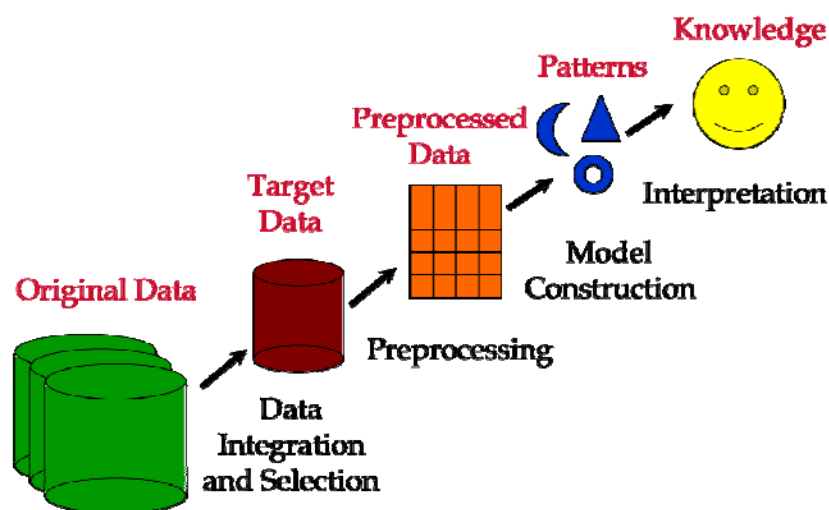 Knowledge
Patterns
Preprocessed
Data
Target
Data
Original Data
Interpretation
Model
Construction
Preprocessing
Data
Integration
and Selection